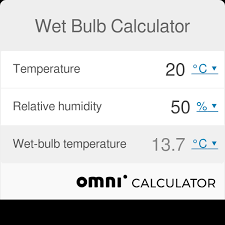 Wet Bulb Calculator
Temperature 20 °C ▼
Relative humidity 50 % ▼
Wet-bulb temperature 13.7 °C ▼
omni CALCULATOR